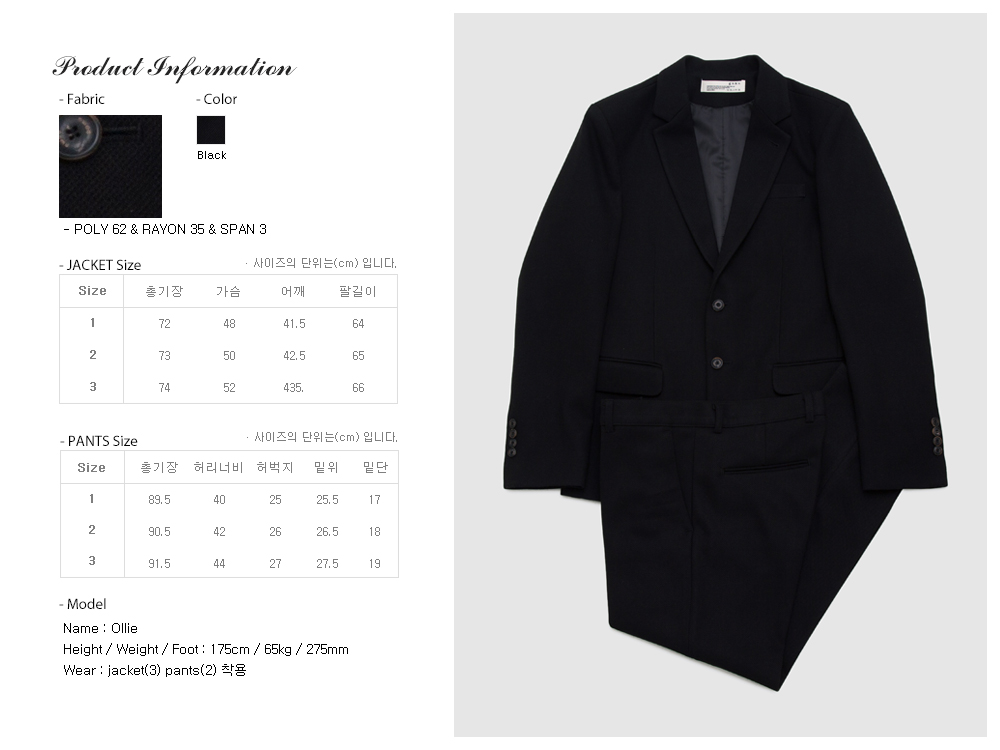 Product Information
- Fabric
- Color
Black
- POLY 62 & RAYON 35 & SPAN 3
- JACKET Size
· 사이즈의 단위는(cm) 입니다.
Size 총기장 가슴 어깨 팔길이
1 72 48 41.5 64
2 73 50 42.5 65
3 74 52 435. 66
- PANTS Size
· 사이즈의 단위는(cm) 입니다.
Size 총기장 허리너비 허벅지 밑위 밑단
1 89.5 40 25 25.5 17
2 90.5 42 26 26.5 18
3 91.5 44 27 27.5 19
- Model
Name : Ollie
Height / Weight / Foot : 175cm / 65kg / 275mm
Wear : jacket(3) pants(2) 착용